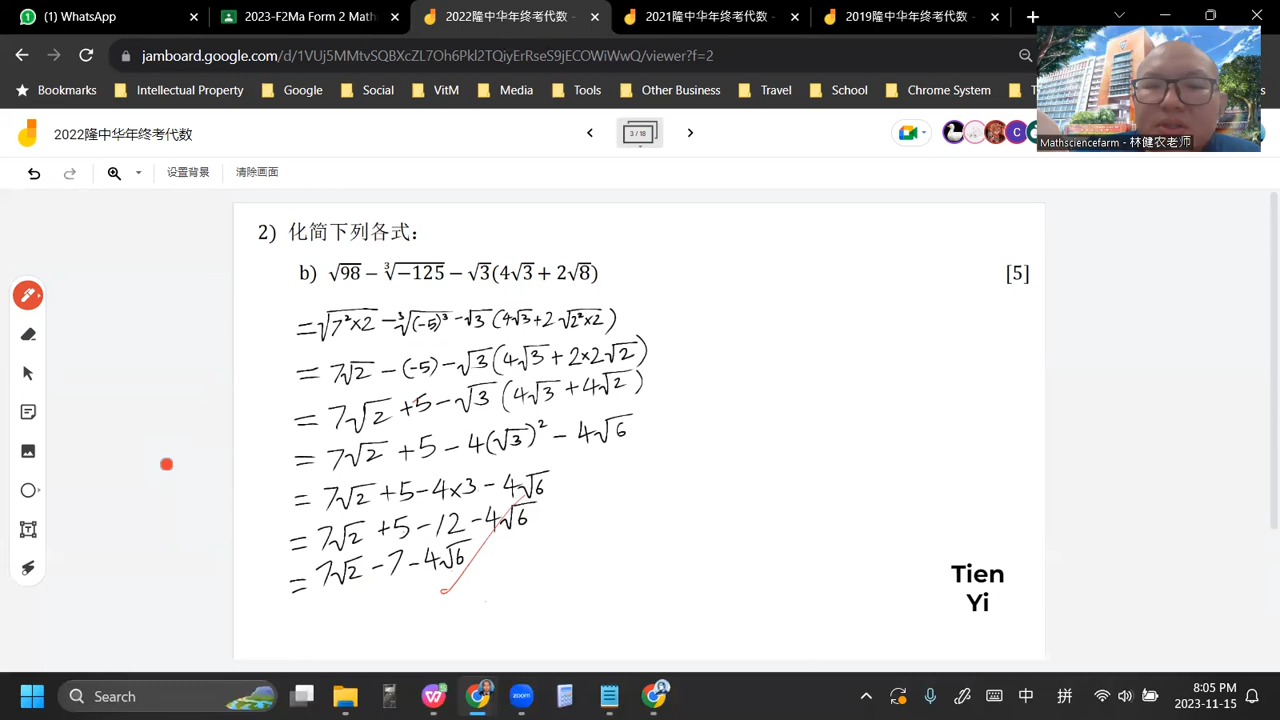 (1) WhatsApp
2023-F2Ma Form 2 Math
2022隆中华年终考代数 -
2021隆中华年终考代数 -
2019隆中华年终考代数 -
Bookmarks
Intellectual Property
Google
Media
VitM
Tools
Other Business
Travel
School
Chrome System
2022隆中华年终考代数
3 / 18
C
Mathsciencefarm - 林健农老师
设置背景
清除画面
2) 化简下列各式：
b) √98 − ³√−125 − √3(4√3 + 2√8) [5]
= √7²×2 − ³√(−5)³ − √3 (4√3 + 2 √2²×2)
= 7√2 − (−5) − √3 (4√3 + 2×2√2)
= 7√2 + 5 − √3 (4√3 + 4√2)
= 7√2 + 5 − 4(√3)² − 4√6
= 7√2 + 5 − 4×3 − 4√6
= 7√2 + 5 − 12 − 4√6
= 7√2 − 7 − 4√6
Tien
Yi
Search
中
拼
8:05 PM
2023-11-15